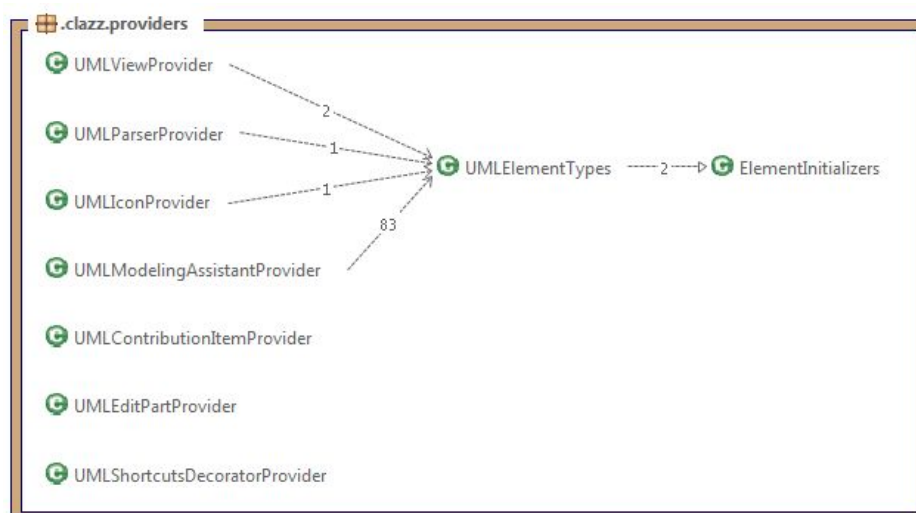 .clazz.providers
UMLViewProvider
2
UMLParserProvider
1
UMLElementTypes
2
ElementInitializers
UMLIconProvider
1
83
UMLModelingAssistantProvider
UMLContributionItemProvider
UMLEditPartProvider
UMLShortcutsDecoratorProvider